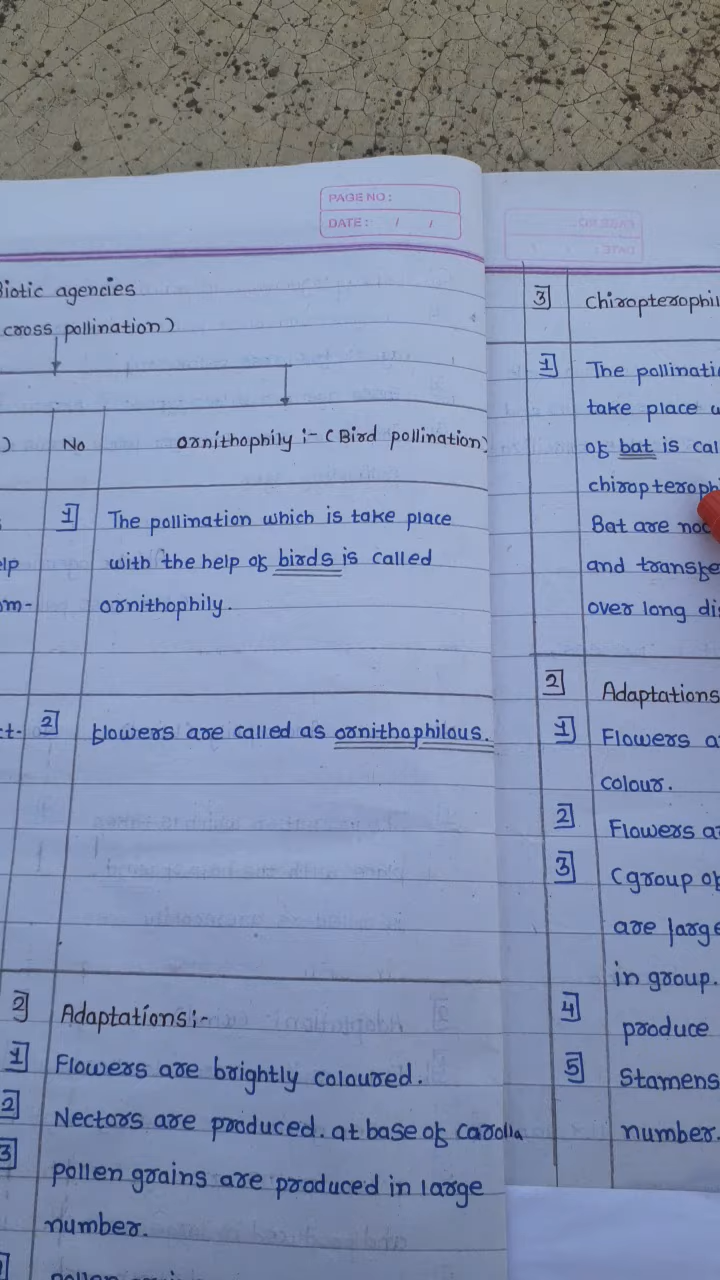 PAGE NO:
DATE: / /
Biotic agencies
(cross pollination)
) No ornithophily :- (Bird pollination)
1 The pollination which is take place
with the help of birds is called
ornithophily.
2 flowers are called as ornithophilous.
2 Adaptations:-
1 Flowers are brightly coloured.
2 Nectors are produced. at base of carolla
3 pollen grains are produced in large
number.
3 chiropterophil
1 The pollinati
take place
of bat is cal
chiropteroph
Bat are noc
and transfe
over long di
2 Adaptations
1 Flowers a
colour.
2 Flowers ar
3 (group of
are large
in group.
4 produce
5 Stamens
number.